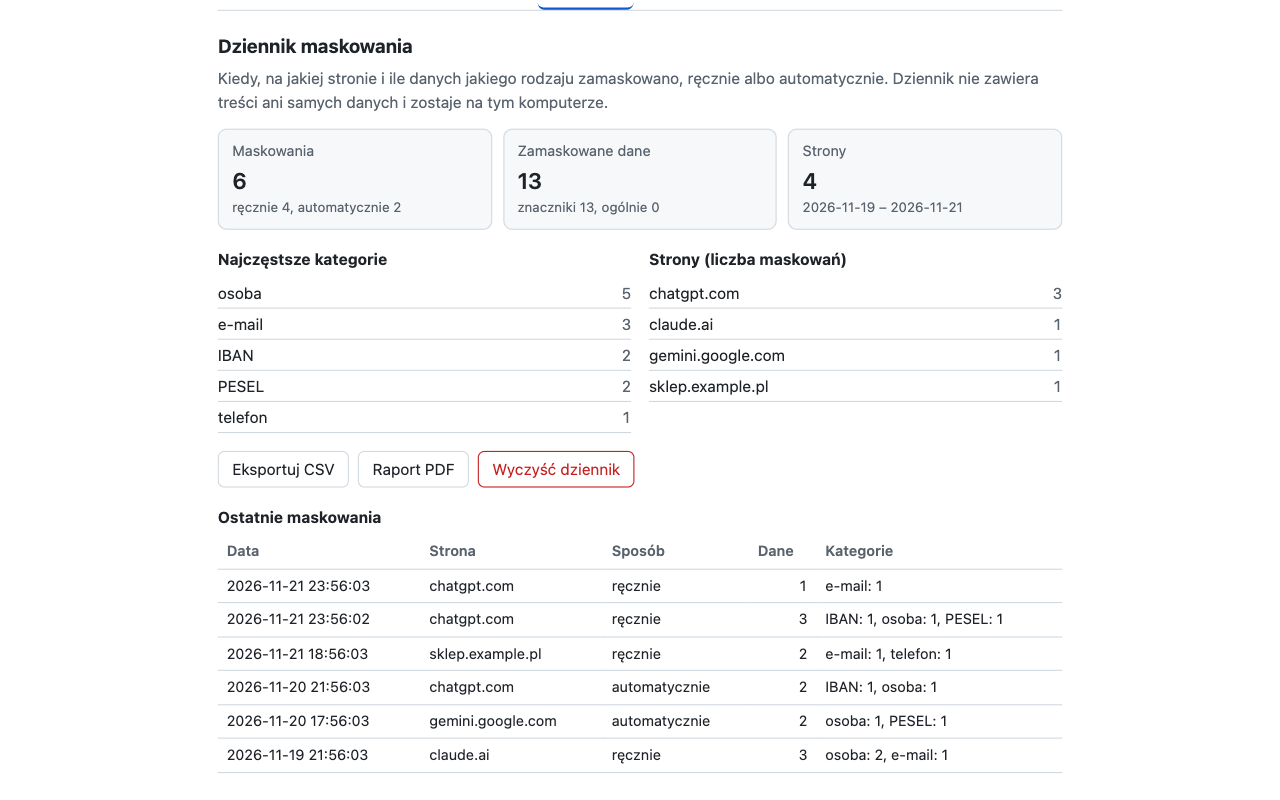 Dziennik maskowania
Kiedy, na jakiej stronie i ile danych jakiego rodzaju zamaskowano, ręcznie albo automatycznie. Dziennik nie zawiera
treści ani samych danych i zostaje na tym komputerze.
Maskowania
6
ręcznie 4, automatycznie 2
Zamaskowane dane
13
znaczniki 13, ogólnie 0
Strony
4
2026-11-19 – 2026-11-21
Najczęstsze kategorie
osoba 5
e-mail 3
IBAN 2
PESEL 2
telefon 1
Strony (liczba maskowań)
chatgpt.com 3
claude.ai 1
gemini.google.com 1
sklep.example.pl 1
Eksportuj CSV Raport PDF Wyczyść dziennik
Ostatnie maskowania
Data Strona Sposób Dane Kategorie
2026-11-21 23:56:03 chatgpt.com ręcznie 1 e-mail: 1
2026-11-21 23:56:02 chatgpt.com ręcznie 3 IBAN: 1, osoba: 1, PESEL: 1
2026-11-21 18:56:03 sklep.example.pl ręcznie 2 e-mail: 1, telefon: 1
2026-11-20 21:56:03 chatgpt.com automatycznie 2 IBAN: 1, osoba: 1
2026-11-20 17:56:03 gemini.google.com automatycznie 2 osoba: 1, PESEL: 1
2026-11-19 21:56:03 claude.ai ręcznie 3 osoba: 2, e-mail: 1